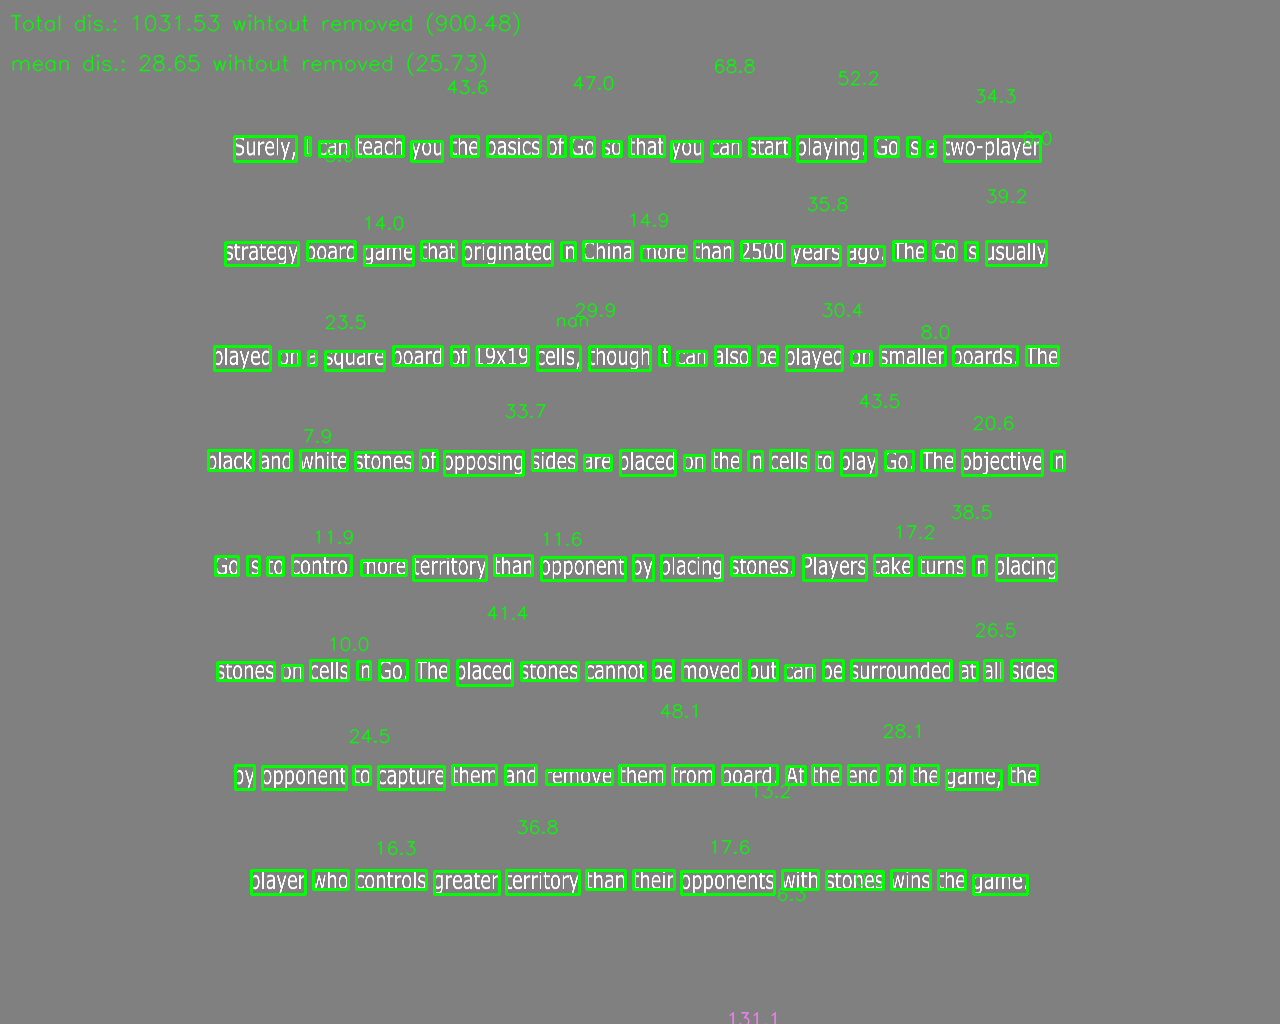 Total dis.: 1031.53 wihtout removed (900.48)
mean dis.: 28.65 wihtout removed (25.73)
43.6 47.0 68.8 52.2 34.3
Surely, I can teach you the basics of Go so that you can start playing. Go is a two-player
14.0 14.9 35.8 39.2
strategy board game that originated in China more than 2500 years ago. The Go is usually
23.5 nan 29.9 30.4 8.0
played on a square board of 19x19 cells, though it can also be played on smaller boards. The
7.9 33.7 43.5 20.6
black and white stones of opposing sides are placed on the in cells to play Go. The objective in
11.9 11.6 17.2 38.5
Go is to control more territory than opponent by placing stones. Players take turns in placing
10.0 41.4 26.5
stones on cells in Go. The placed stones cannot be moved but can be surrounded at all sides
24.5 48.1 28.1
by opponent to capture them and remove them from board. At the end of the game, the
13.2
16.3 36.8 17.6
player who controls greater territory than their opponents with stones wins the game.
131.1